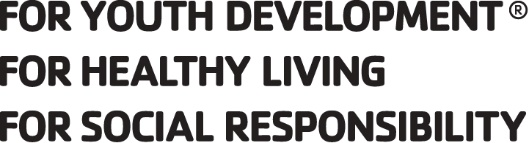 FOR YOUTH DEVELOPMENT®
FOR HEALTHY LIVING
FOR SOCIAL RESPONSIBILITY